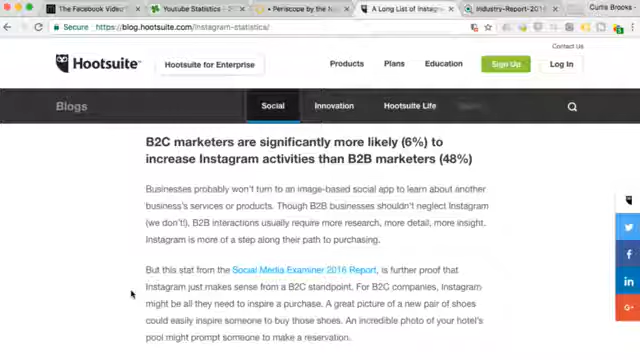 The Facebook Video
Youtube Statistics – 2
Periscope by the N
A Long List of Instagr
Industry-Report-2016
Curtis Brooks
Secure
https://blog.hootsuite.com/instagram-statistics/
Contact Us
Hootsuite™
Hootsuite for Enterprise
Products
Plans
Education
Sign Up
Log In
Blogs
Social
Innovation
Hootsuite Life
B2C marketers are significantly more likely (6%) to
increase Instagram activities than B2B marketers (48%)
Businesses probably won't turn to an image-based social app to learn about another
business's services or products. Though B2B businesses shouldn't neglect Instagram
(we don't!), B2B interactions usually require more research, more detail, more insight.
Instagram is more of a step along their path to purchasing.
But this stat from the Social Media Examiner 2016 Report, is further proof that
Instagram just makes sense from a B2C standpoint. For B2C companies, Instagram
might be all they need to inspire a purchase. A great picture of a new pair of shoes
could easily inspire someone to buy those shoes. An incredible photo of your hotel's
pool might prompt someone to make a reservation.